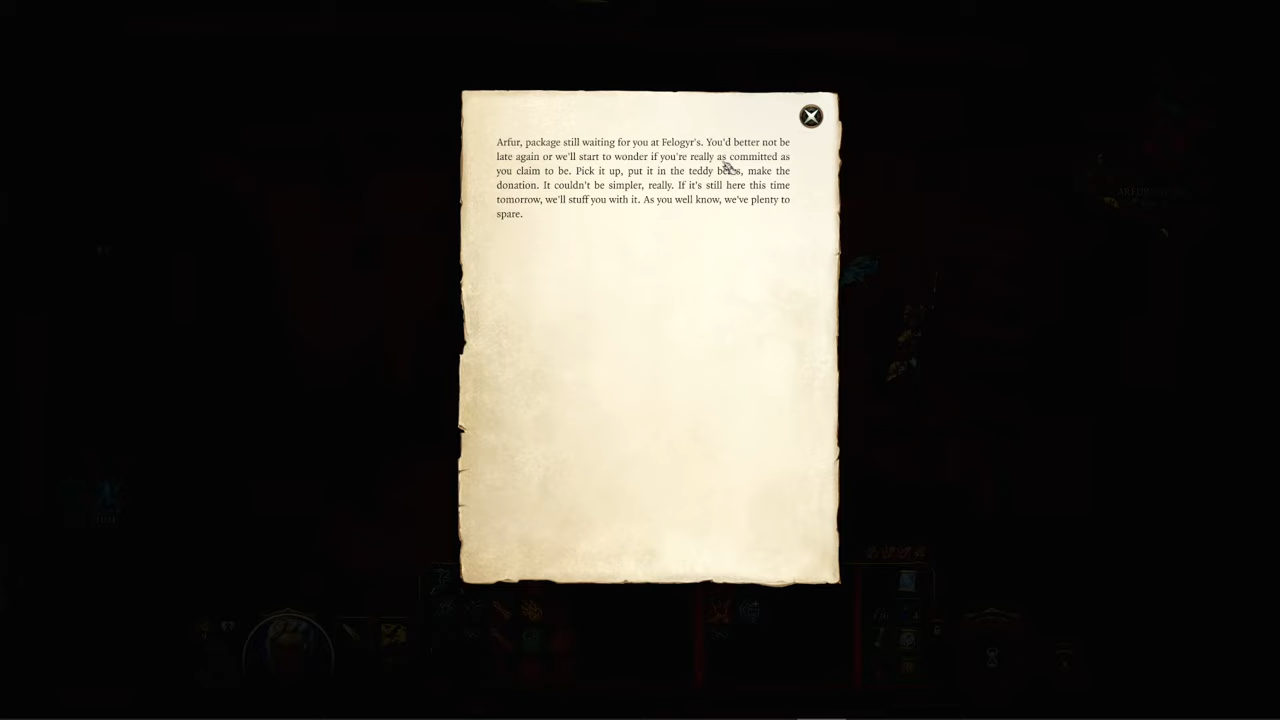 Arfur, package still waiting for you at Felogyr's. You'd better not be
late again or we'll start to wonder if you're really as committed as
you claim to be. Pick it up, put it in the teddy bears, make the
donation. It couldn't be simpler, really. If it's still here this time
tomorrow, we'll stuff you with it. As you well know, we've plenty to
spare.